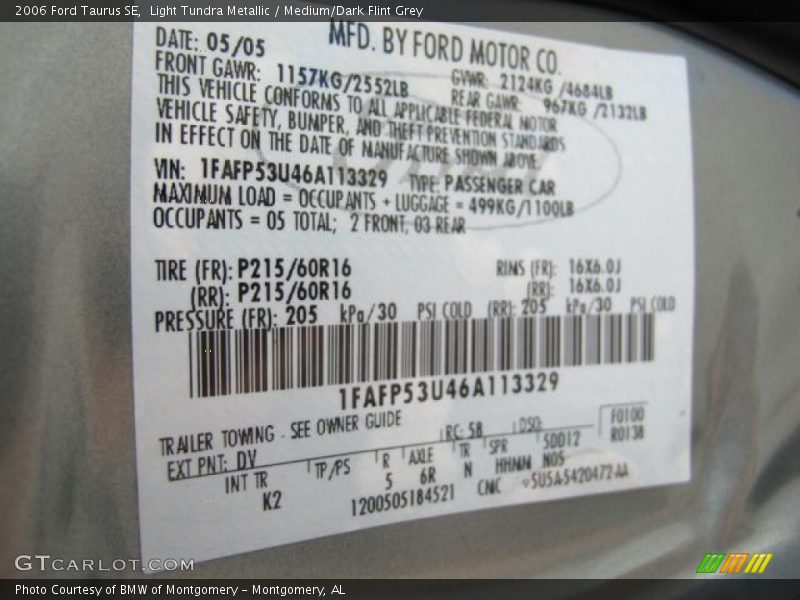 2006 Ford Taurus SE, Light Tundra Metallic / Medium/Dark Flint Grey
MFD. BY FORD MOTOR CO.
DATE: 05/05
GVWR: 2124KG /4684LB
FRONT GAWR: 1157KG/2552LB
REAR GAWR: 967KG /2132LB
THIS VEHICLE CONFORMS TO ALL APPLICABLE FEDERAL MOTOR
VEHICLE SAFETY, BUMPER, AND THEFT PREVENTION STANDARDS
IN EFFECT ON THE DATE OF MANUFACTURE SHOWN ABOVE.
VIN: 1FAFP53U46A113329 TYPE: PASSENGER CAR
MAXIMUM LOAD = OCCUPANTS + LUGGAGE = 499KG/1100LB
OCCUPANTS = 05 TOTAL; 2 FRONT, 03 REAR
TIRE (FR): P215/60R16 RIMS (FR): 16X6.0J
(RR): P215/60R16 (RR): 16X6.0J
PRESSURE (FR): 205 kPa/30 PSI COLD (RR): 205 kPa/30 PSI COLD
1FAFP53U46A113329
TRAILER TOWING - SEE OWNER GUIDE
EXT PNT: DV RC: 58 DSO: F0100
R0138
INT TR TP/PS R AXLE TR SPR SDD12
K2 5 6R N HHNN N05
1200505184521 CNC 5U5A-5420472-AA
GTCARLOT.COM
Photo Courtesy of BMW of Montgomery – Montgomery, AL